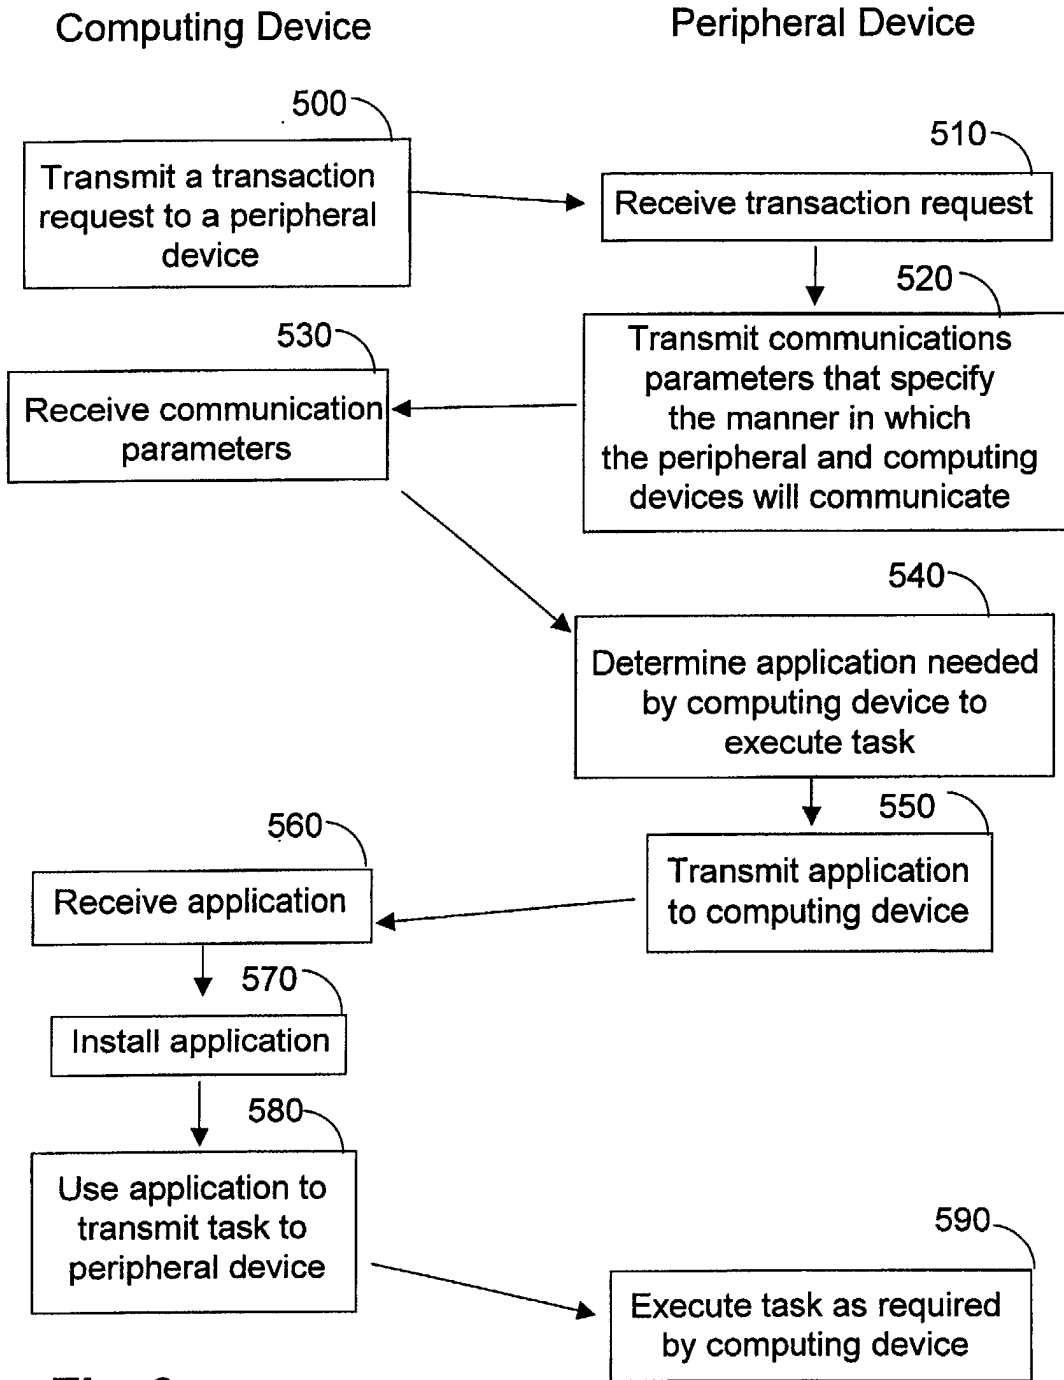 Computing Device
Peripheral Device
500
Transmit a transaction
request to a peripheral
device
510
Receive transaction request
520
Transmit communications
parameters that specify
the manner in which
the peripheral and computing
devices will communicate
530
Receive communication
parameters
540
Determine application needed
by computing device to
execute task
550
Transmit application
to computing device
560
Receive application
570
Install application
580
Use application to
transmit task to
peripheral device
590
Execute task as required
by computing device